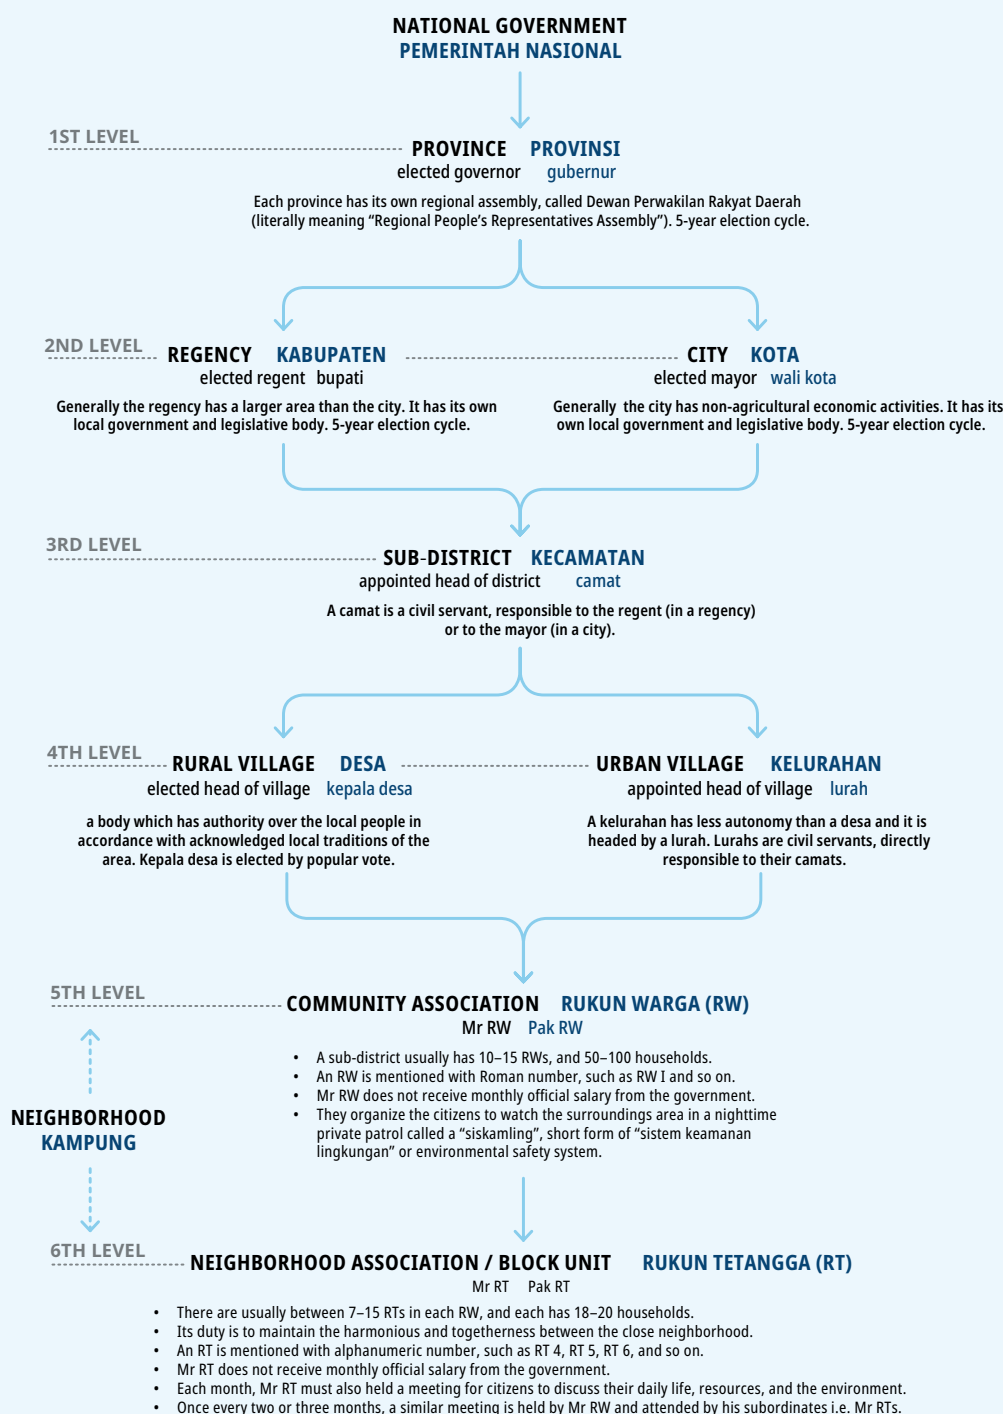 NATIONAL GOVERNMENT
PEMERINTAH NASIONAL
1ST LEVEL
PROVINCE PROVINSI
elected governor gubernur
Each province has its own regional assembly, called Dewan Perwakilan Rakyat Daerah
(literally meaning “Regional People’s Representatives Assembly”). 5-year election cycle.
2ND LEVEL
REGENCY KABUPATEN
elected regent bupati
Generally the regency has a larger area than the city. It has its own
local government and legislative body. 5-year election cycle.
CITY KOTA
elected mayor wali kota
Generally the city has non-agricultural economic activities. It has its
own local government and legislative body. 5-year election cycle.
3RD LEVEL
SUB-DISTRICT KECAMATAN
appointed head of district camat
A camat is a civil servant, responsible to the regent (in a regency)
or to the mayor (in a city).
4TH LEVEL
RURAL VILLAGE DESA
elected head of village kepala desa
a body which has authority over the local people in
accordance with acknowledged local traditions of the
area. Kepala desa is elected by popular vote.
URBAN VILLAGE KELURAHAN
appointed head of village lurah
A kelurahan has less autonomy than a desa and it is
headed by a lurah. Lurahs are civil servants, directly
responsible to their camats.
5TH LEVEL
COMMUNITY ASSOCIATION RUKUN WARGA (RW)
Mr RW Pak RW
• A sub-district usually has 10–15 RWs, and 50–100 households.
• An RW is mentioned with Roman number, such as RW I and so on.
• Mr RW does not receive monthly official salary from the government.
• They organize the citizens to watch the surroundings area in a nighttime
private patrol called a “siskamling”, short form of “sistem keamanan
lingkungan” or environmental safety system.
NEIGHBORHOOD
KAMPUNG
6TH LEVEL
NEIGHBORHOOD ASSOCIATION / BLOCK UNIT RUKUN TETANGGA (RT)
Mr RT Pak RT
• There are usually between 7–15 RTs in each RW, and each has 18–20 households.
• Its duty is to maintain the harmonious and togetherness between the close neighborhood.
• An RT is mentioned with alphanumeric number, such as RT 4, RT 5, RT 6, and so on.
• Mr RT does not receive monthly official salary from the government.
• Each month, Mr RT must also held a meeting for citizens to discuss their daily life, resources, and the environment.
• Once every two or three months, a similar meeting is held by Mr RW and attended by his subordinates i.e. Mr RTs.